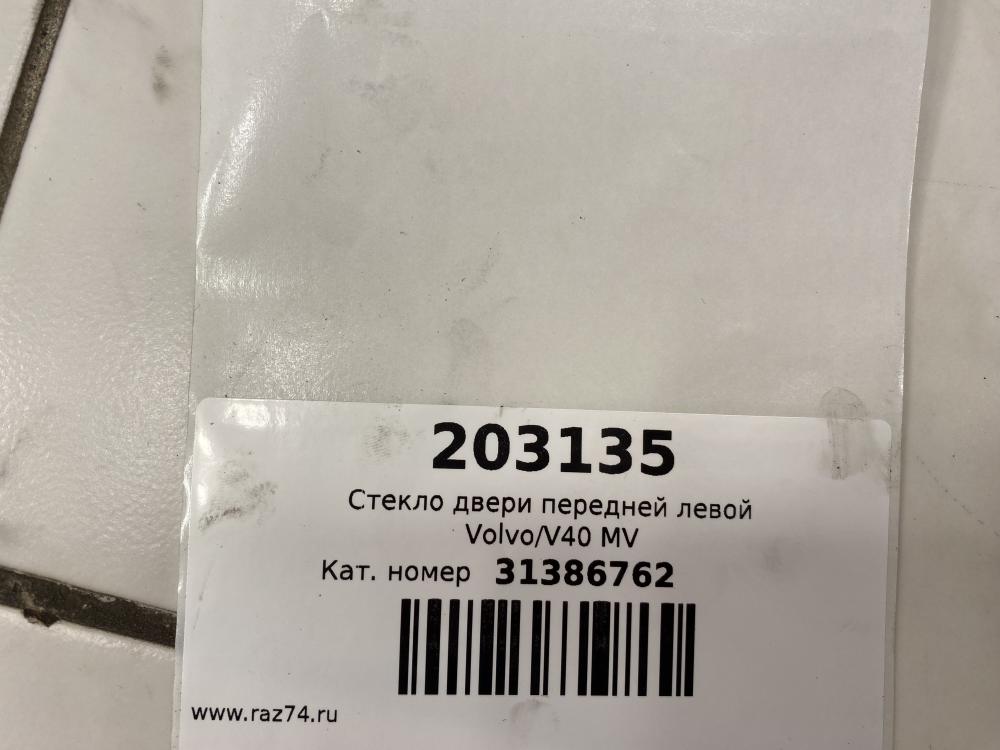 203135
Стекло двери передней левой
Volvo/V40 MV
Кат. номер 31386762
www.raz74.ru